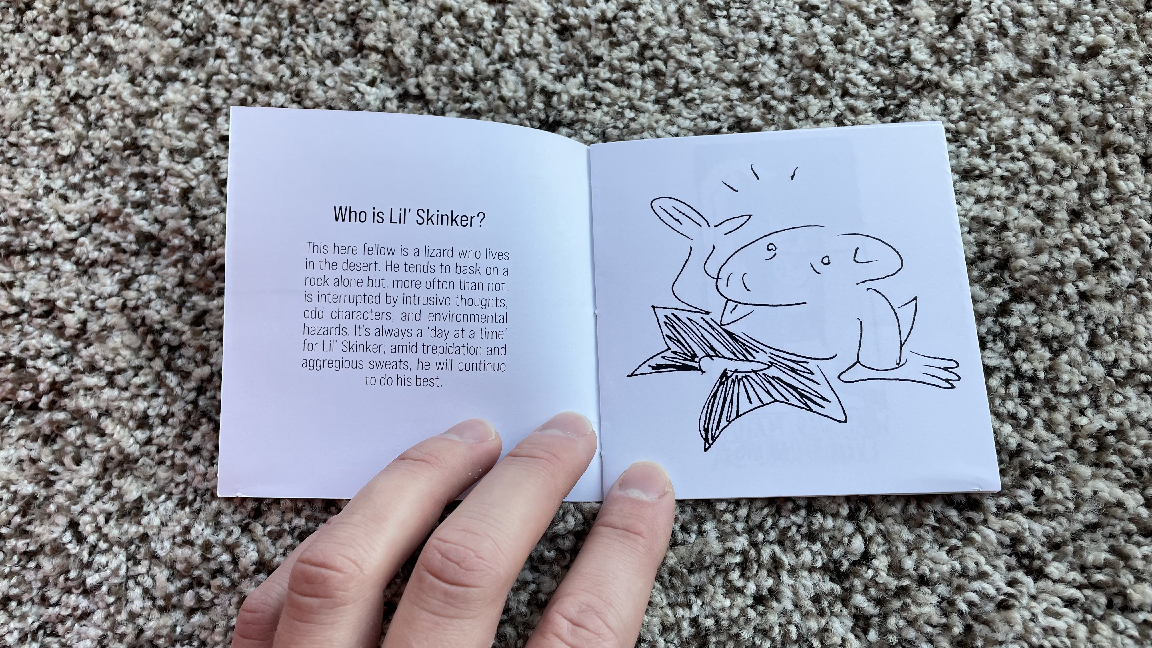 Who is Lil' Skinker?
This here fellow is a lizard who lives
in the desert. He tends to bask on a
rock alone but, more often than not,
is interrupted by intrusive thoughts,
odd characters, and environmental
hazards. It's always a 'day at a time'
for Lil' Skinker, amid trepidation and
aggregious sweats, he will continue
to do his best.